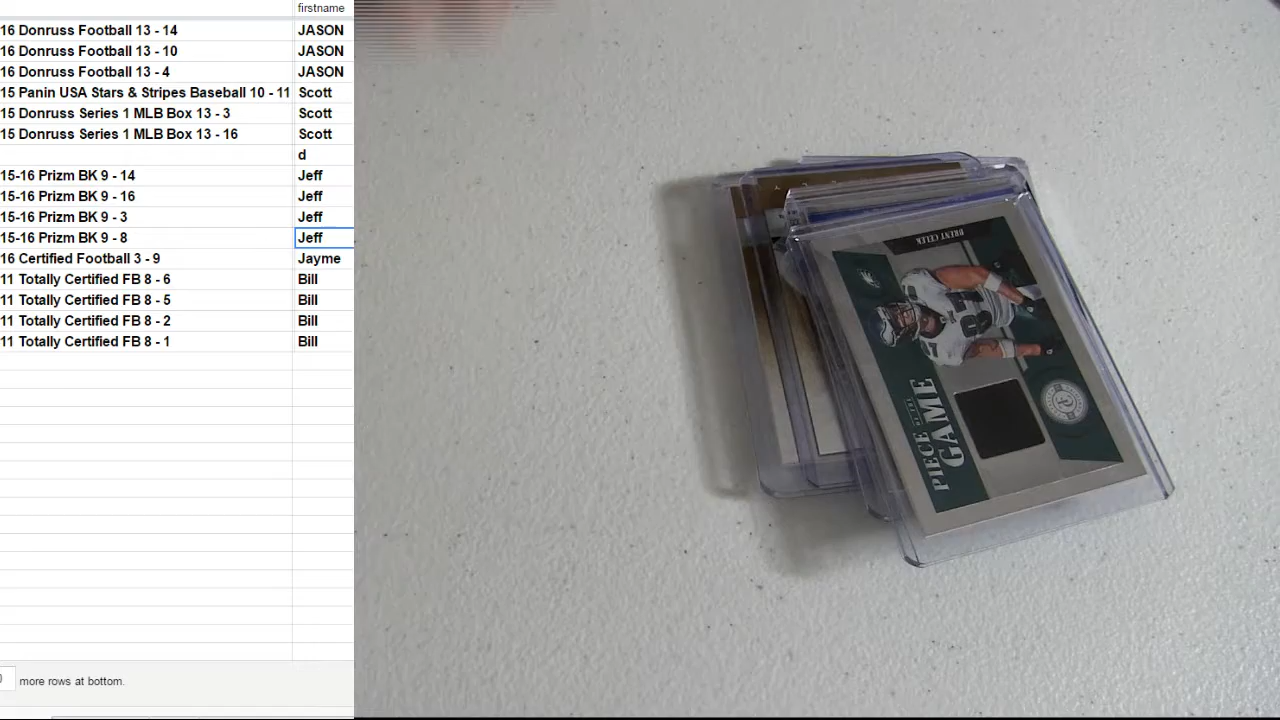 firstname
16 Donruss Football 13 - 14 JASON
16 Donruss Football 13 - 10 JASON
16 Donruss Football 13 - 4 JASON
15 Panin USA Stars & Stripes Baseball 10 - 11 Scott
15 Donruss Series 1 MLB Box 13 - 3 Scott
15 Donruss Series 1 MLB Box 13 - 16 Scott
d
15-16 Prizm BK 9 - 14 Jeff
15-16 Prizm BK 9 - 16 Jeff
15-16 Prizm BK 9 - 3 Jeff
15-16 Prizm BK 9 - 8 Jeff
16 Certified Football 3 - 9 Jayme
11 Totally Certified FB 8 - 6 Bill
11 Totally Certified FB 8 - 5 Bill
11 Totally Certified FB 8 - 2 Bill
11 Totally Certified FB 8 - 1 Bill
more rows at bottom.
BRENT CELEK
87
PIECE OF THE
GAME